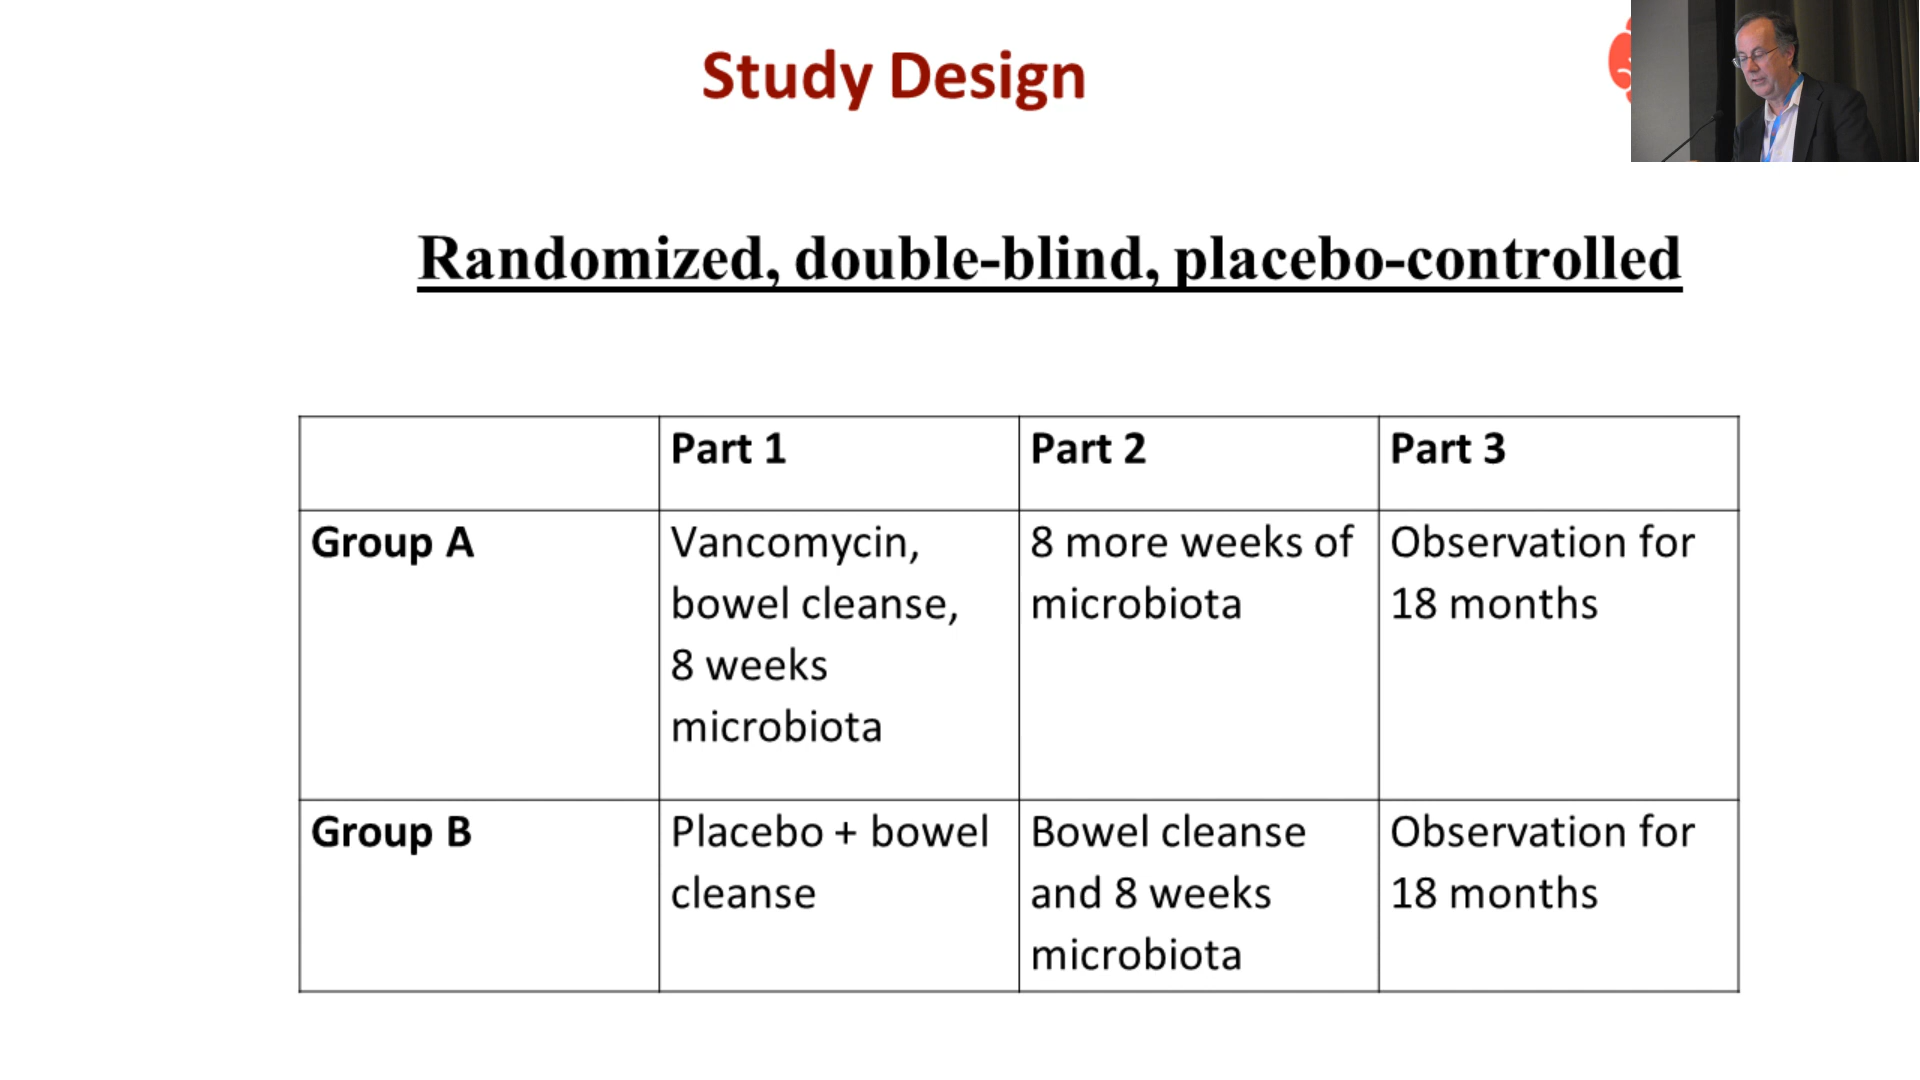 Study Design
Randomized, double-blind, placebo-controlled
Part 1
Part 2
Part 3
Group A
Vancomycin,
bowel cleanse,
8 weeks
microbiota
8 more weeks of
microbiota
Observation for
18 months
Group B
Placebo + bowel
cleanse
Bowel cleanse
and 8 weeks
microbiota
Observation for
18 months